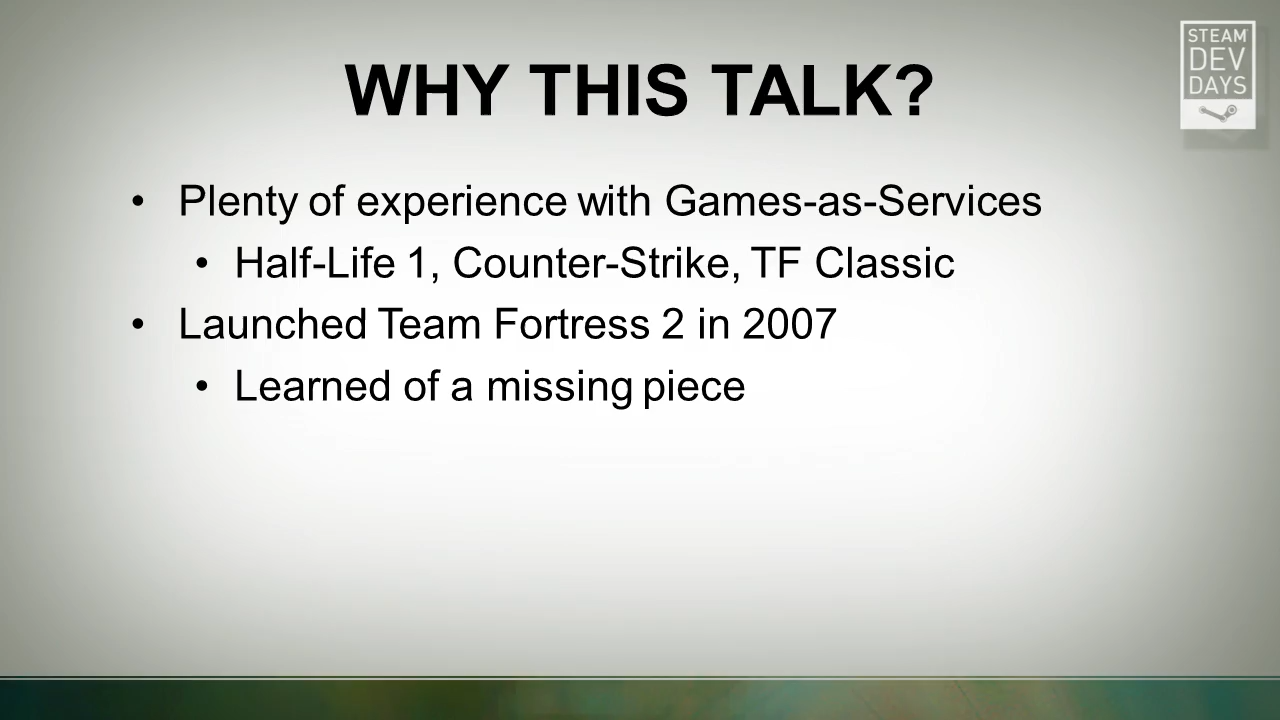 WHY THIS TALK?
STEAM
DEV
DAYS
• Plenty of experience with Games-as-Services
• Half-Life 1, Counter-Strike, TF Classic
• Launched Team Fortress 2 in 2007
• Learned of a missing piece